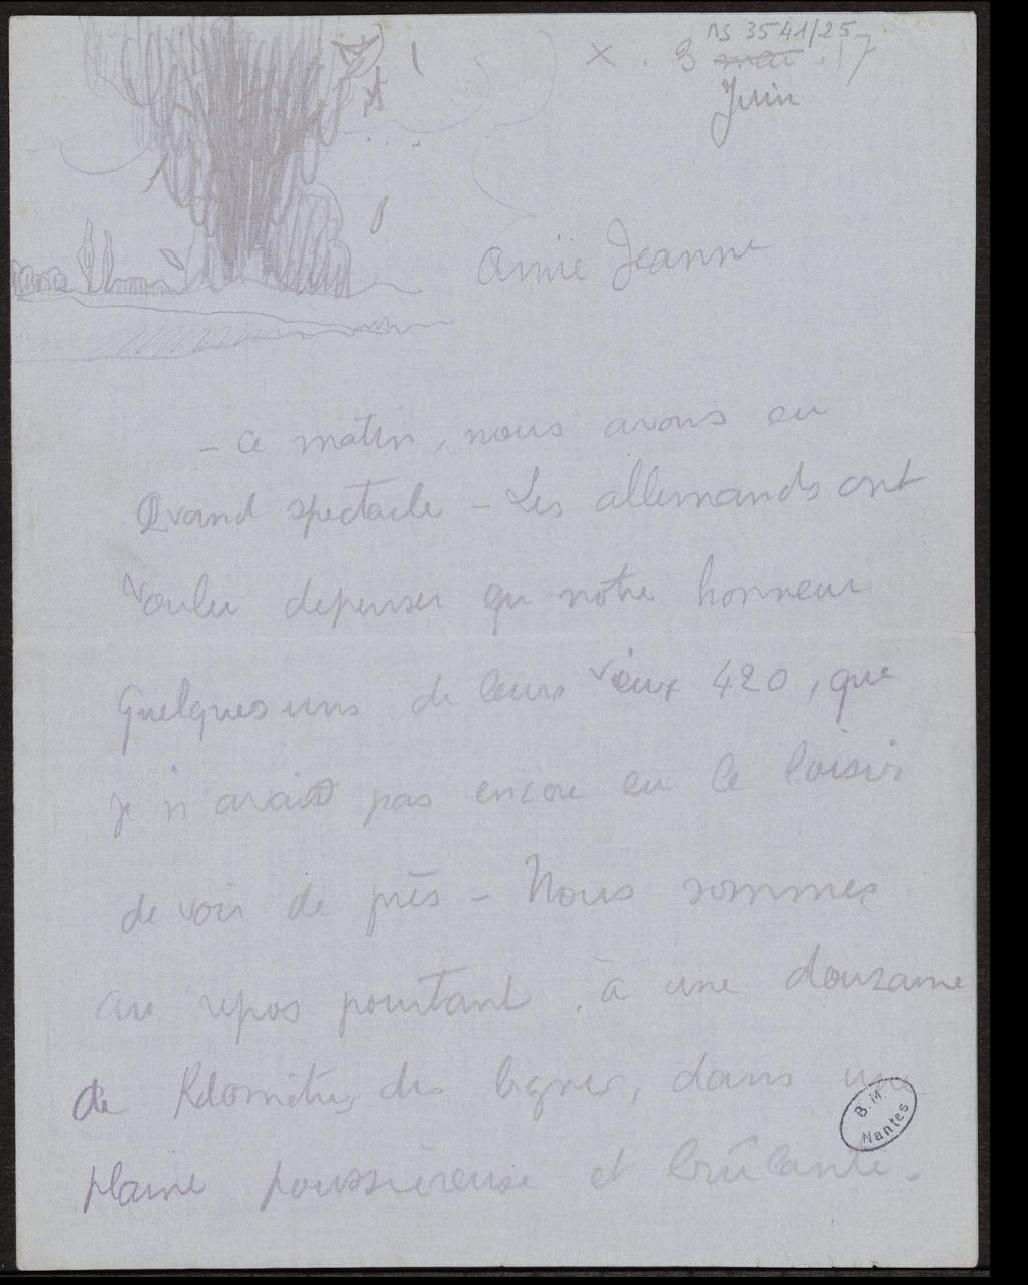 ms 3541/25
X. 3 mai . 17
Juin
Amie Jeanne
- Ce matin, nous avons eu
Grand spectacle - Les allemands ont
voulu depenser en notre honneur
Quelques uns de leurs vieux 420, que
je n'avais pas encore eu le loisir
de voir de près - Nous sommes
au repos pourtant . à une douzaine
de Kilomètres des lignes, dans une
plaine poussiéreuse et brûlante.
B.M
Nantes